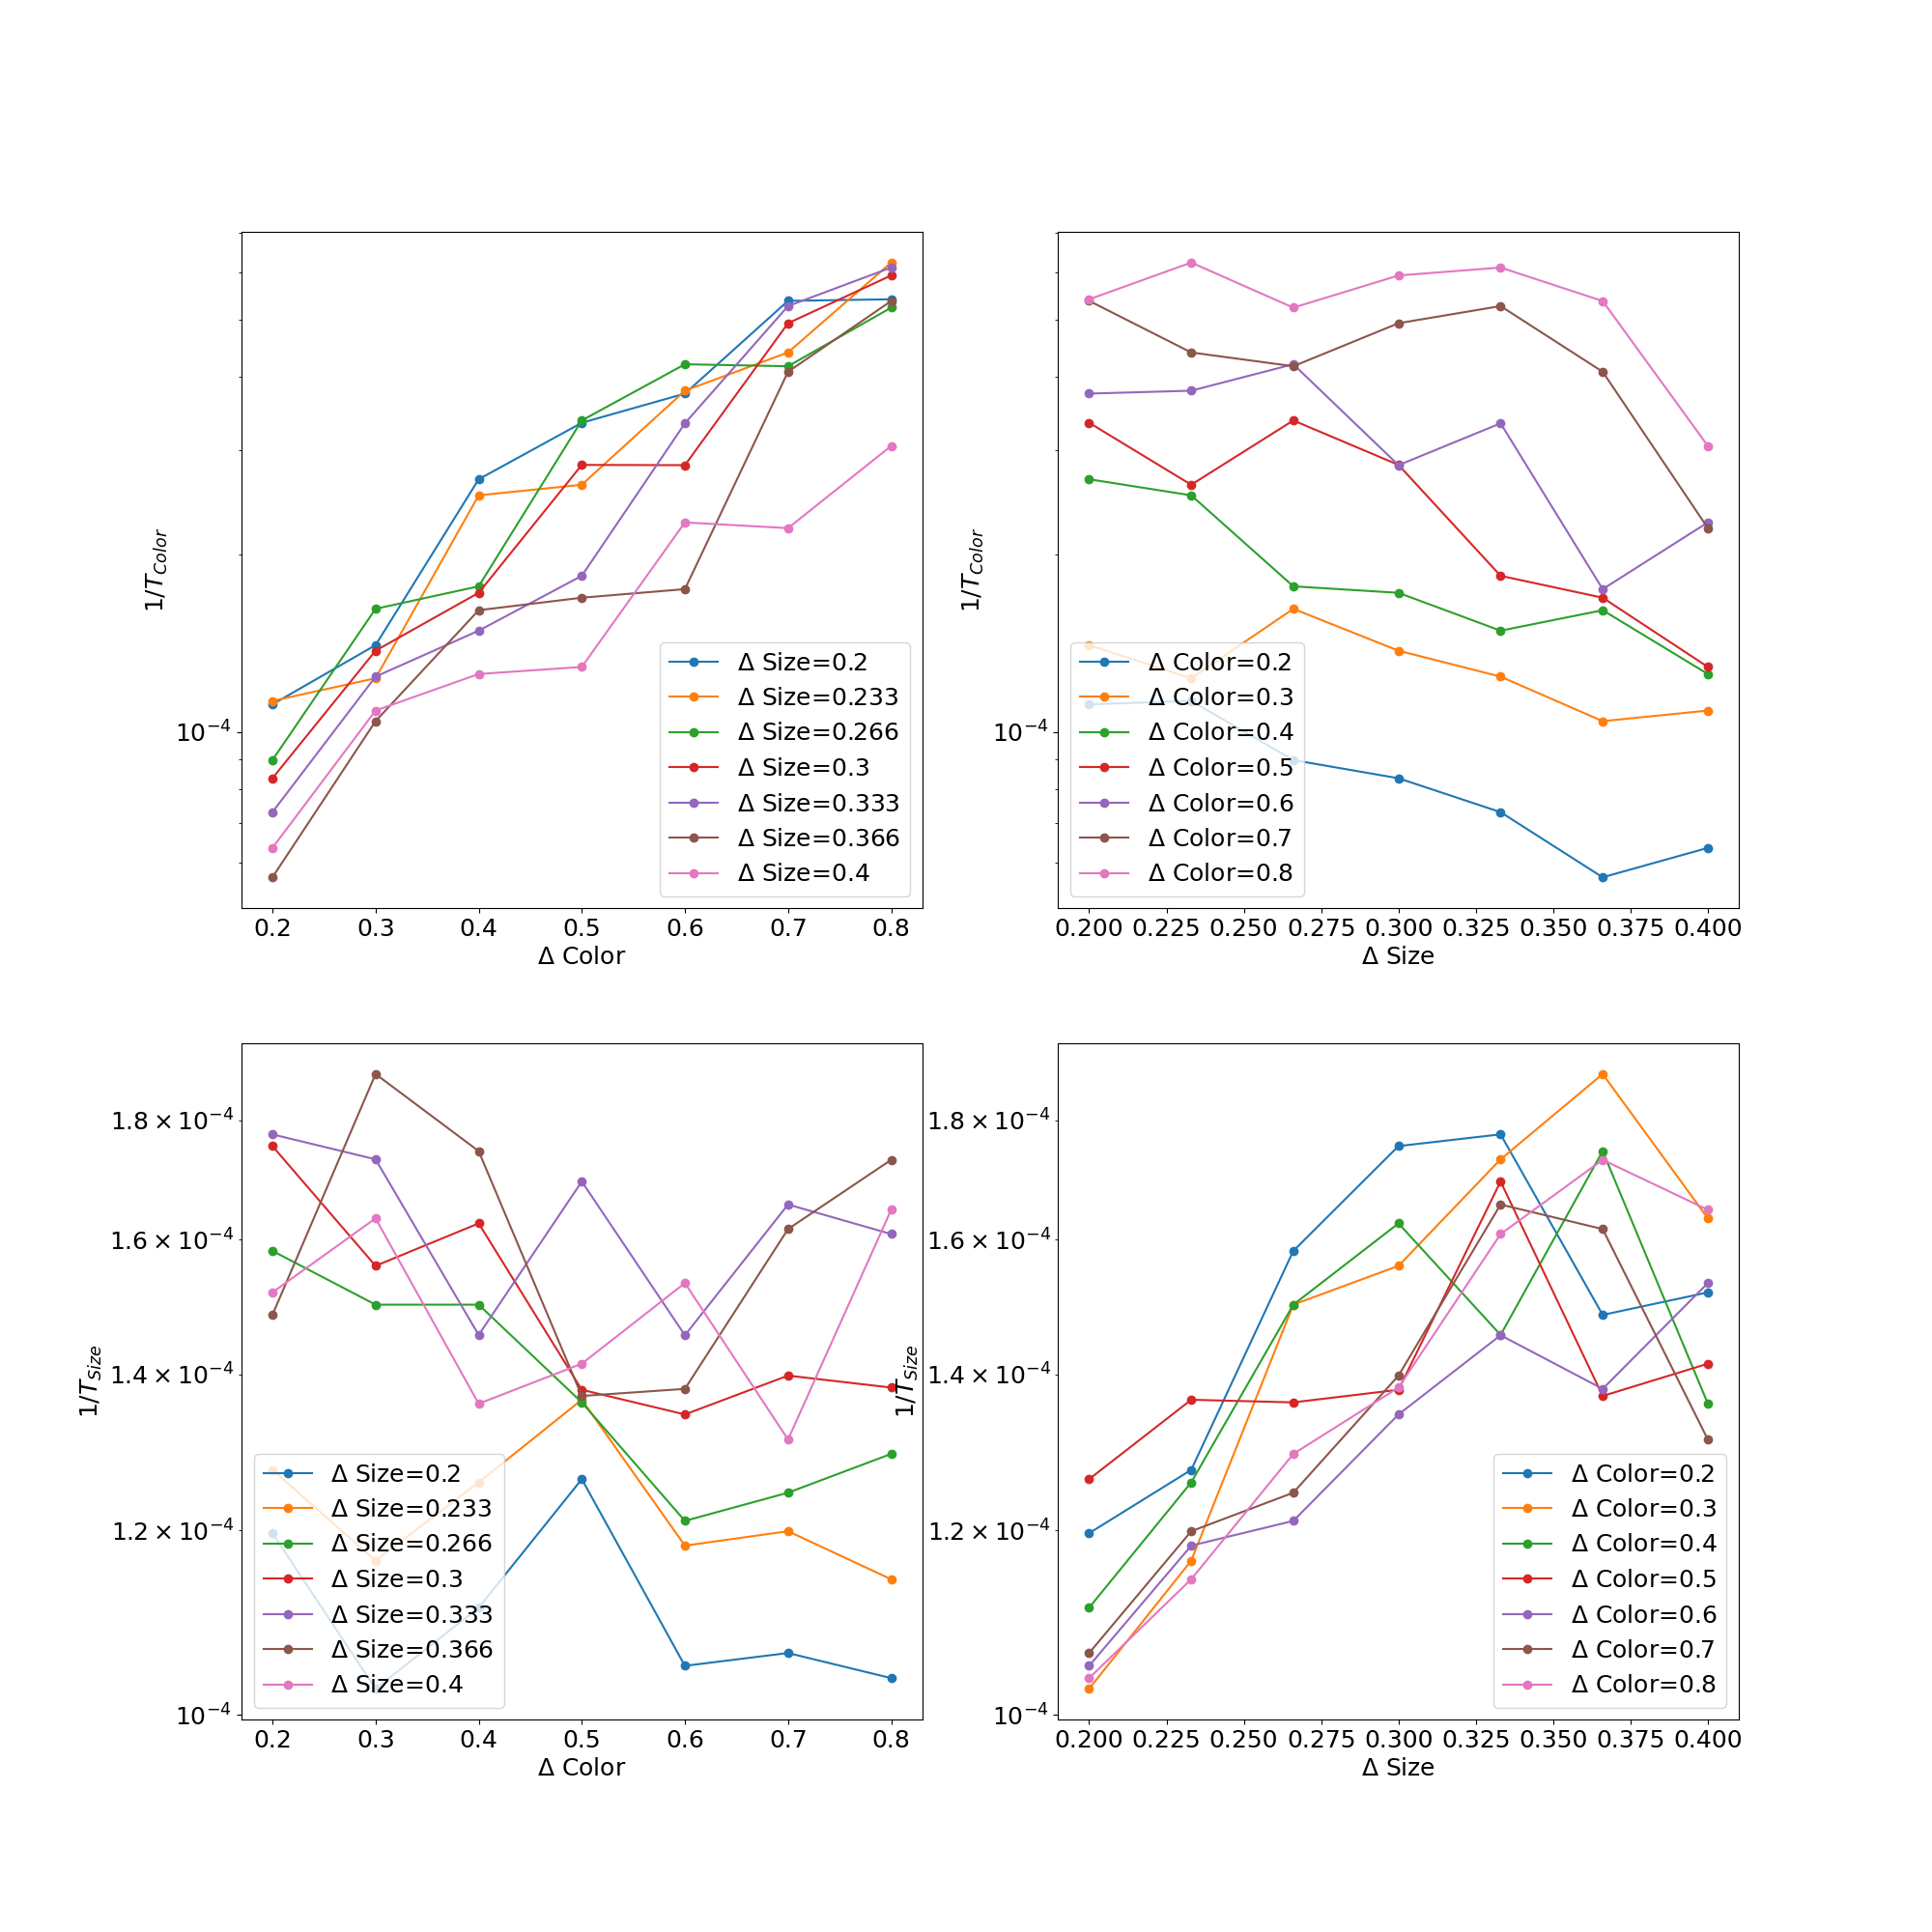 1/T_Color
10⁻⁴
Δ Size=0.2
Δ Size=0.233
Δ Size=0.266
Δ Size=0.3
Δ Size=0.333
Δ Size=0.366
Δ Size=0.4
0.2 0.3 0.4 0.5 0.6 0.7 0.8
Δ Color
1/T_Color
10⁻⁴
Δ Color=0.2
Δ Color=0.3
Δ Color=0.4
Δ Color=0.5
Δ Color=0.6
Δ Color=0.7
Δ Color=0.8
0.200 0.225 0.250 0.275 0.300 0.325 0.350 0.375 0.400
Δ Size
1/T_Size
1.8 × 10⁻⁴
1.6 × 10⁻⁴
1.4 × 10⁻⁴
1.2 × 10⁻⁴
10⁻⁴
Δ Size=0.2
Δ Size=0.233
Δ Size=0.266
Δ Size=0.3
Δ Size=0.333
Δ Size=0.366
Δ Size=0.4
0.2 0.3 0.4 0.5 0.6 0.7 0.8
Δ Color
1/T_Size
1.8 × 10⁻⁴
1.6 × 10⁻⁴
1.4 × 10⁻⁴
1.2 × 10⁻⁴
10⁻⁴
Δ Color=0.2
Δ Color=0.3
Δ Color=0.4
Δ Color=0.5
Δ Color=0.6
Δ Color=0.7
Δ Color=0.8
0.200 0.225 0.250 0.275 0.300 0.325 0.350 0.375 0.400
Δ Size